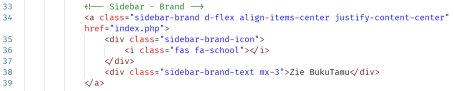 33 <!-- Sidebar - Brand -->
34 <a class="sidebar-brand d-flex align-items-center justify-content-center"
href="index.php">
35 <div class="sidebar-brand-icon">
36 <i class="fas fa-school"></i>
37 </div>
38 <div class="sidebar-brand-text mx-3">Zie BukuTamu</div>
39 </a>